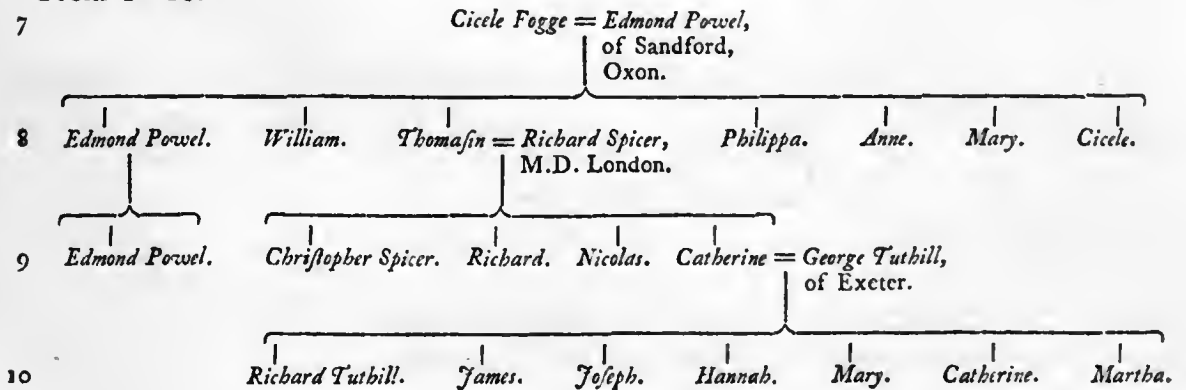 7 Cicele Fogge = Edmond Powel,
of Sandford,
Oxon.
8 Edmond Powel. William. Thomaſin = Richard Spicer, Philippa. Anne. Mary. Cicele.
M.D. London.
9 Edmond Powel. Chriſtopher Spicer. Richard. Nicolas. Catherine = George Tuthill,
of Exeter.
10 Richard Tuthill. James. Joſeph. Hannah. Mary. Catherine. Martha.